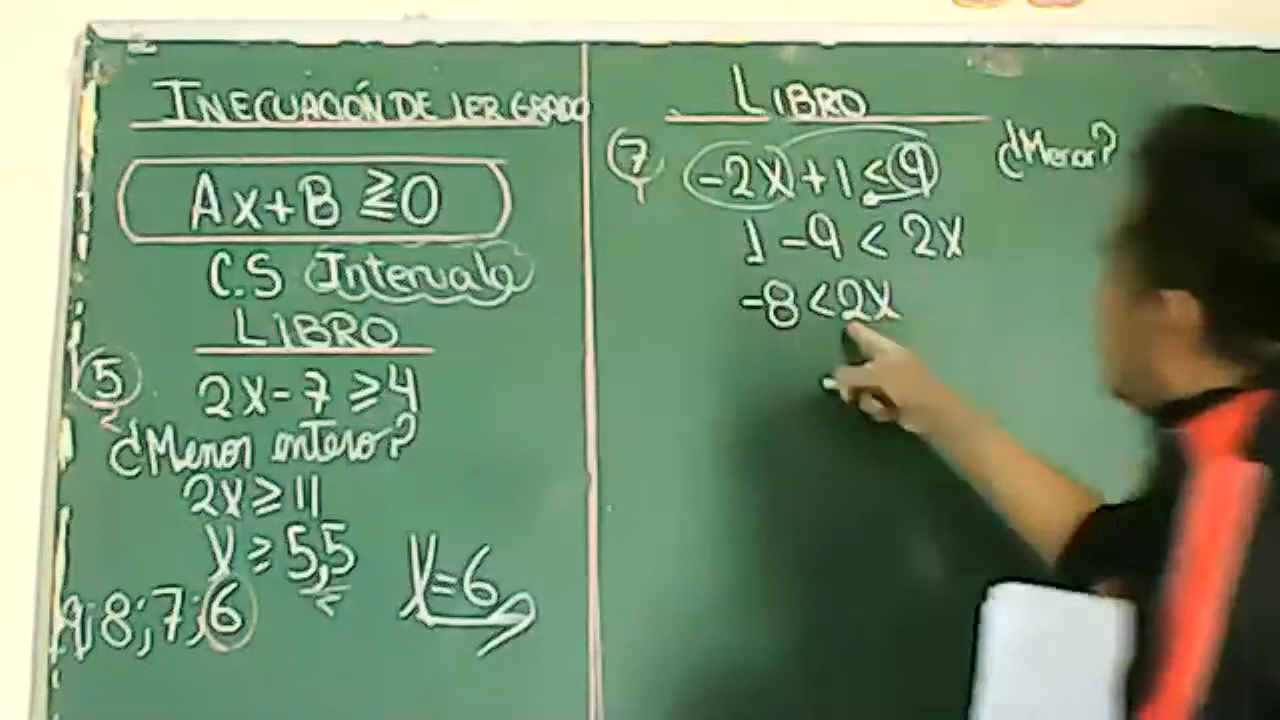 INECUACIÓN DE 1ER GRADO
Ax+B ≥ 0
C.S Intervalo
LIBRO
5 2x-7 ≥ 4
¿Menor entero?
2x ≥ 11
x ≥ 5,5
9;8;7;6
x=6
LIBRO
7 -2x+1 ≤ 9 ¿Menor?
1-9 < 2x
-8 < 2x